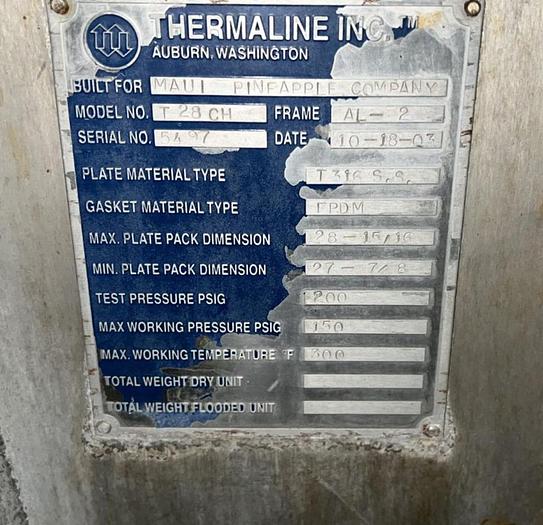 THERMALINE INC. TM
AUBURN, WASHINGTON
BUILT FOR MAUI PINEAPPLE COMPANY
MODEL NO. T 28 CH FRAME AL-2
SERIAL NO. 5497 DATE 10-18-03
PLATE MATERIAL TYPE T316 S.S.
GASKET MATERIAL TYPE EPDM
MAX. PLATE PACK DIMENSION 28-15/16
MIN. PLATE PACK DIMENSION 27-7/8
TEST PRESSURE PSIG 200
MAX WORKING PRESSURE PSIG 150
MAX. WORKING TEMPERATURE °F 300
TOTAL WEIGHT DRY UNIT
TOTAL WEIGHT FLOODED UNIT